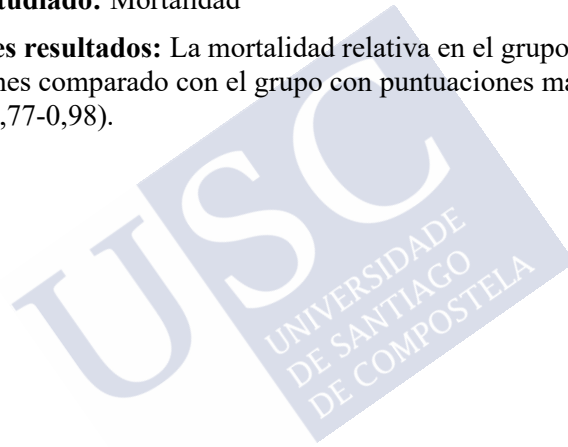 tudiado: Mortalidad
es resultados: La mortalidad relativa en el grupo
nes comparado con el grupo con puntuaciones má
,77-0,98).
USC
UNIVERSIDADE
DE SANTIAGO
DE COMPOSTELA